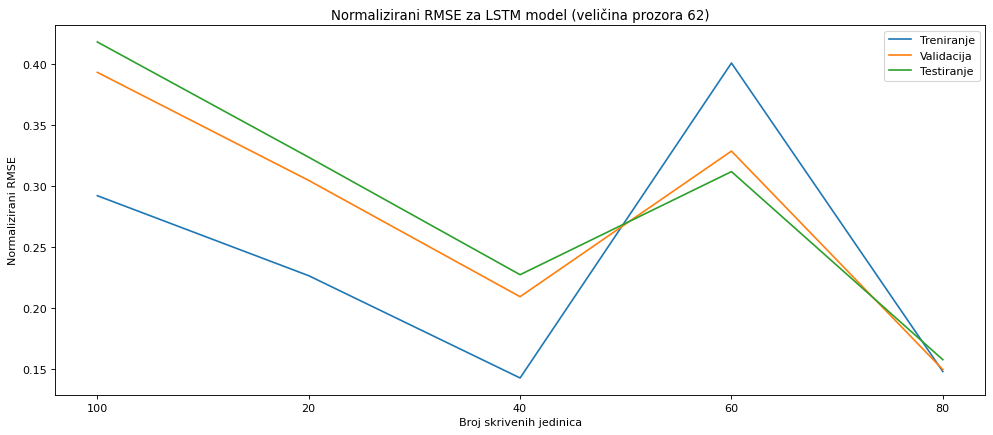 Normalizirani RMSE za LSTM model (veličina prozora 62)
Treniranje
Validacija
Testiranje
Normalizirani RMSE
0.40
0.35
0.30
0.25
0.20
0.15
100 20 40 60 80
Broj skrivenih jedinica